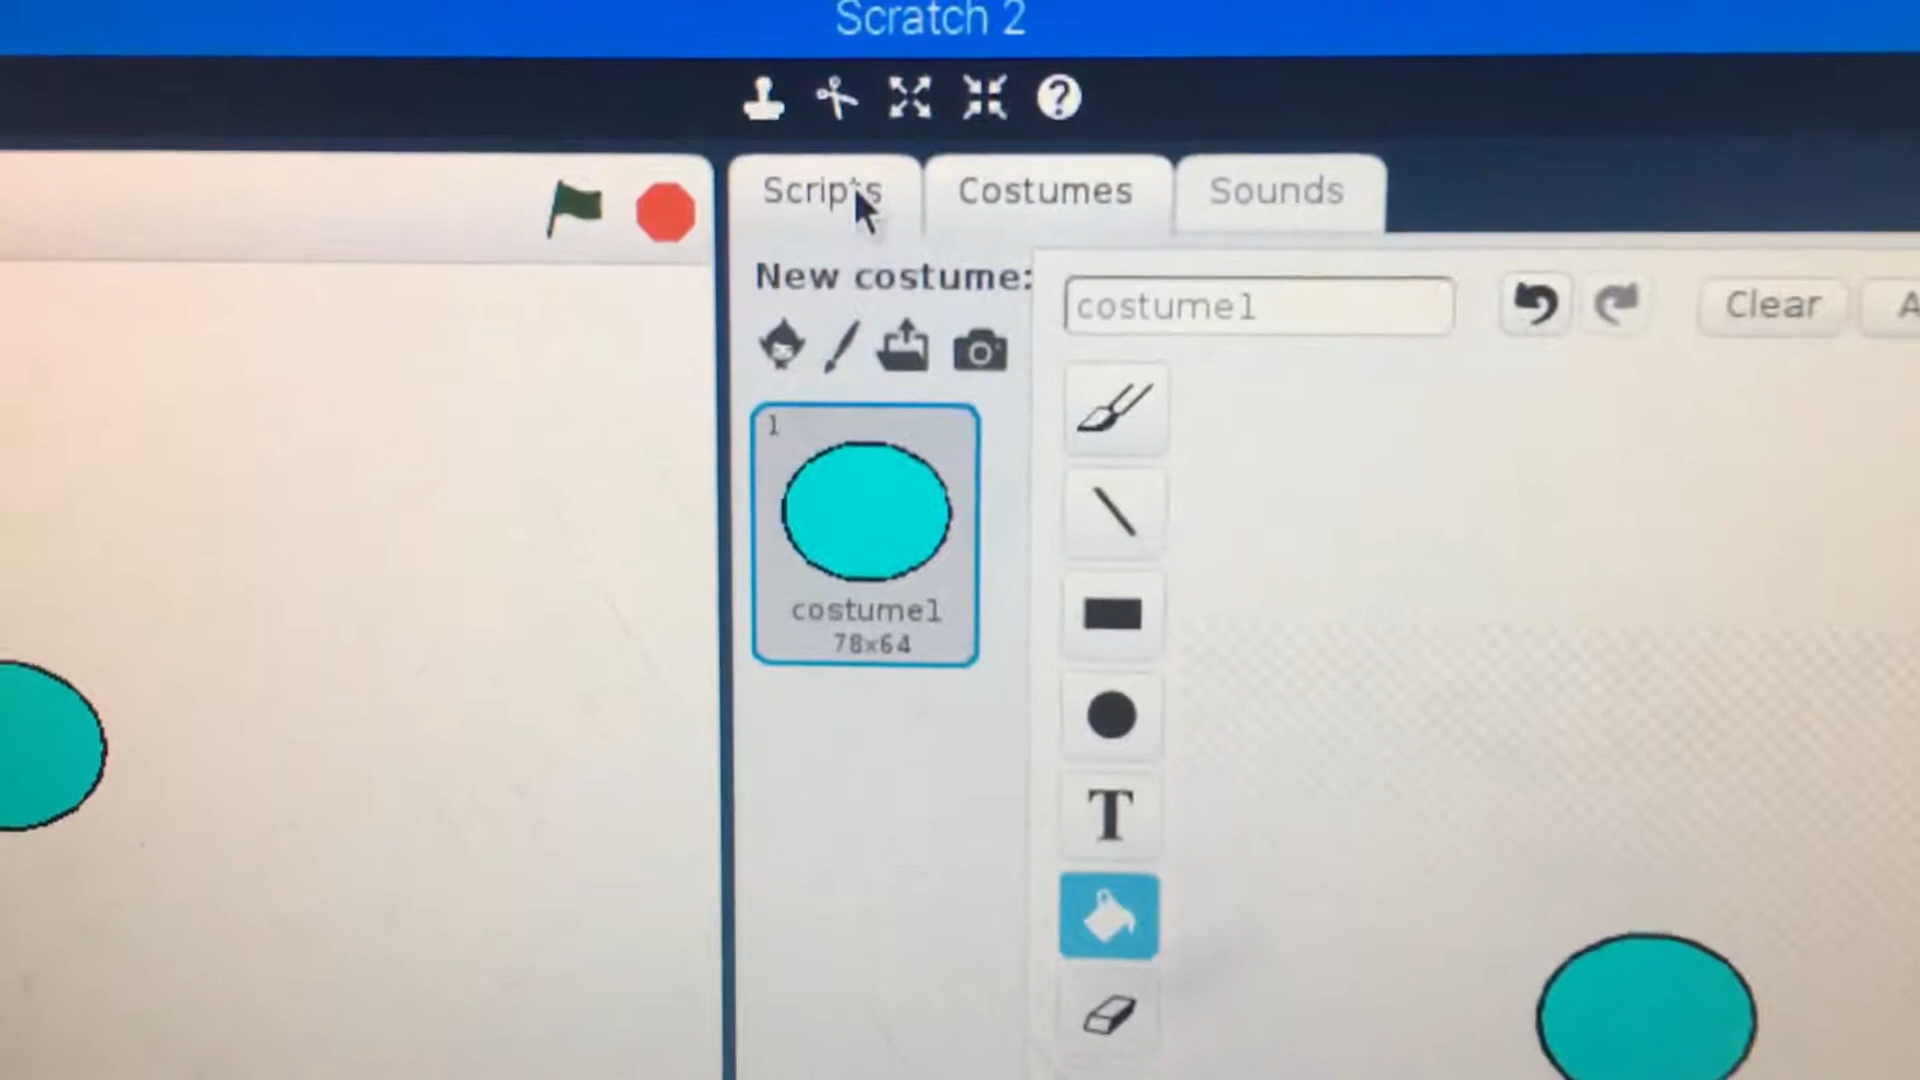 Scratch 2
Scripts
Costumes
Sounds
New costume:
costume1
Clear
1
costume1
78x64
T